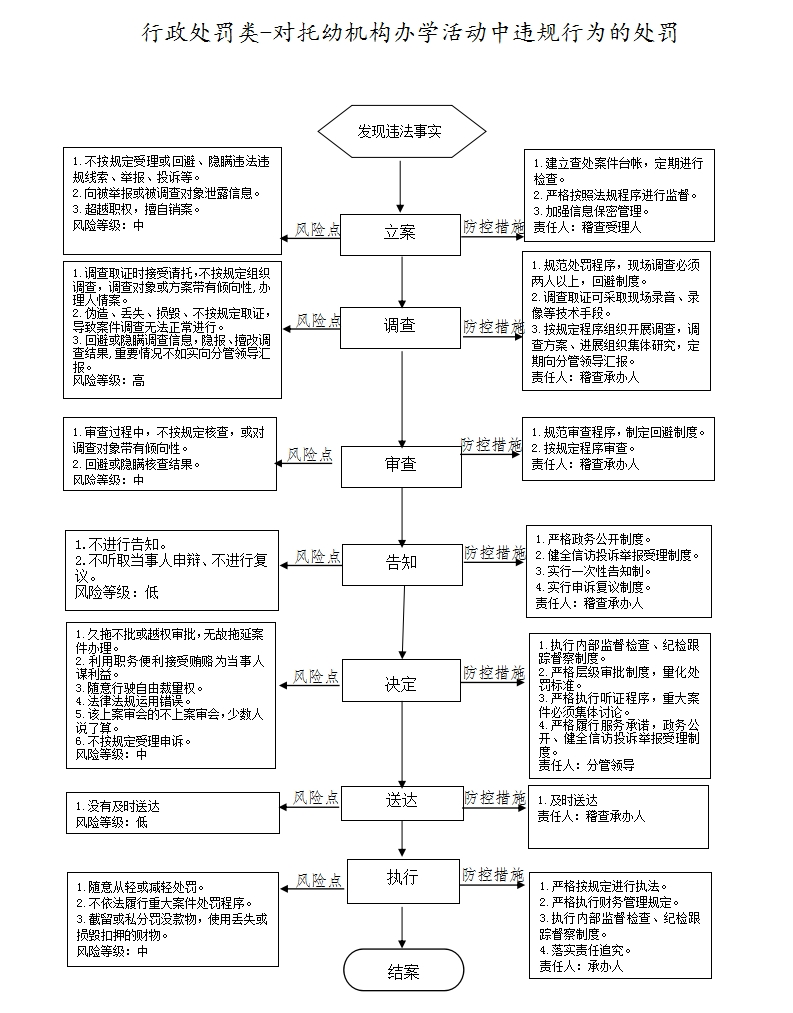 行政处罚类-对托幼机构办学活动中违规行为的处罚
发现违法事实
1.不按规定受理或回避、隐瞒违法违
规线索、举报、投诉等。
2.向被举报或被调查对象泄露信息。
3.超越职权，擅自销案。
风险等级：中
风险点
立案
防控措施
1.建立查处案件台帐，定期进行
检查。
2.严格按照法规程序进行监督。
3.加强信息保密管理。
责任人：稽查受理人
1.调查取证时接受请托,不按规定组织
调查，调查对象或方案带有倾向性,办
理人情案。
2.伪造、丢失、损毁、不按规定取证，
导致案件调查无法正常进行。
3.回避或隐瞒调查信息，隐报、擅改调
查结果,重要情况不如实向分管领导汇
报。
风险等级：高
风险点
调查
防控措施
1.规范处罚程序，现场调查必须
两人以上，回避制度。
2.调查取证可采取现场录音、录
像等技术手段。
3.按规定程序组织开展调查，调
查方案、进展组织集体研究，定
期向分管领导汇报。
责任人：稽查承办人
1.审查过程中，不按规定核查，或对
调查对象带有倾向性。
2.回避或隐瞒核查结果。
风险等级：中
风险点
审查
防控措施
1.规范审查程序，制定回避制度。
2.按规定程序审查。
责任人：稽查承办人
1.不进行告知。
2.不听取当事人申辩、不进行复
议。
风险等级：低
风险点
告知
防控措施
1.严格政务公开制度。
2.健全信访投诉举报受理制度。
3.实行一次性告知制。
4.实行申诉复议制度。
责任人：稽查承办人
1.欠拖不批或越权审批，无故拖延案
件办理。
2.利用职务便利接受贿赂为当事人
谋利益。
3.随意行驶自由裁量权。
4.法律法规运用错误。
5.该上案审会的不上案审会，少数人
说了算。
6.不按规定受理申诉。
风险等级：中
风险点
决定
防控措施
1.执行内部监督检查、纪检跟
踪督察制度。
2.严格层级审批制度，量化处
罚标准。
3.严格执行听证程序，重大案
件必须集体讨论。
4.严格履行服务承诺，政务公
开、健全信访投诉举报受理制
度。
责任人：分管领导
1.没有及时送达
风险等级：低
风险点
送达
防控措施
1.及时送达
责任人：稽查承办人
1.随意从轻或减轻处罚。
2.不依法履行重大案件处罚程序。
3.截留或私分罚没款物，使用丢失或
损毁扣押的财物。
风险等级：中
风险点
执行
防控措施
1.严格按规定进行执法。
2.严格执行财务管理规定。
3.执行内部监督检查、纪检跟
踪督察制度。
4.落实责任追究。
责任人：承办人
结案